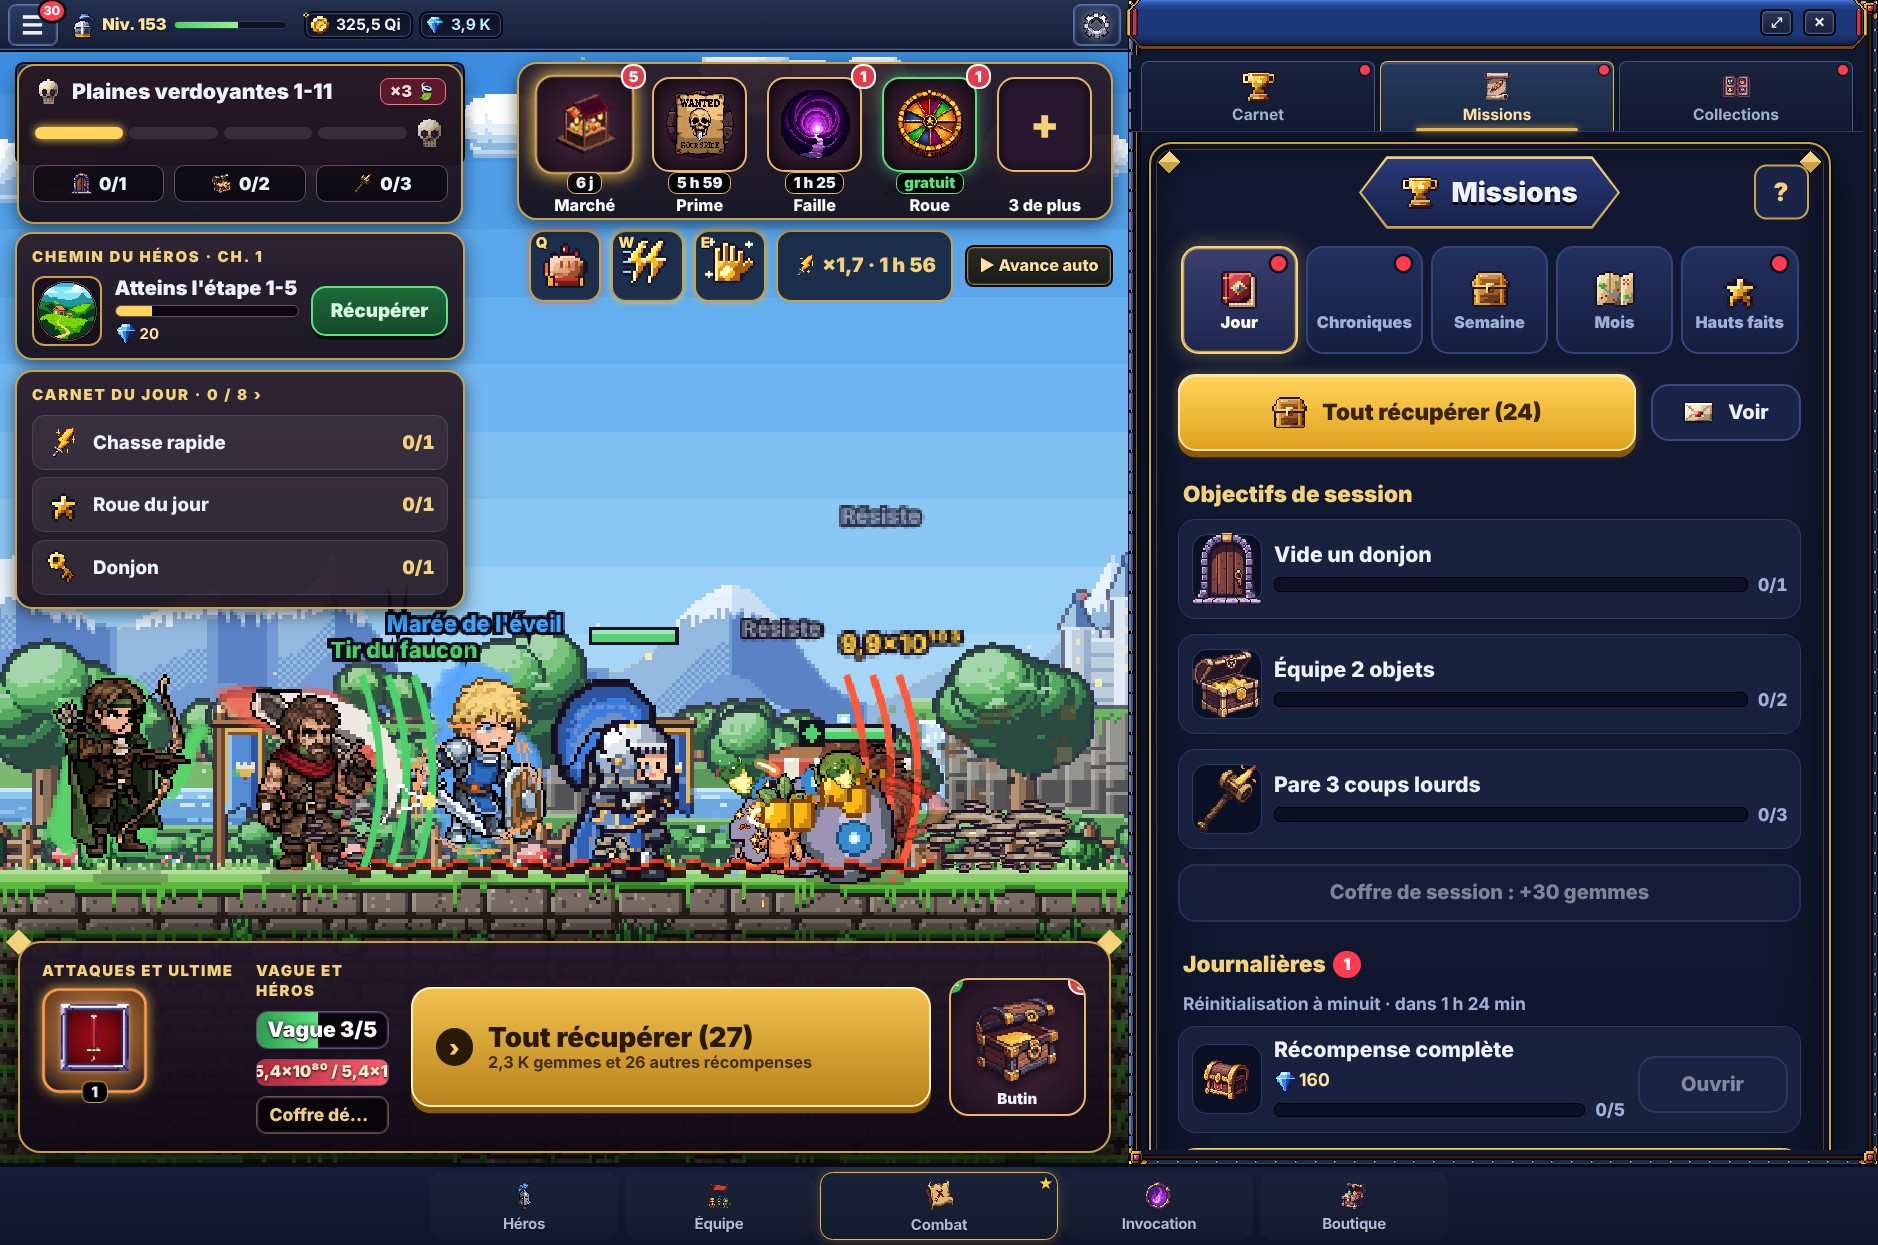 30
Niv. 153
325,5 Qi
3,9 K
Plaines verdoyantes 1-11
×3
0/1
0/2
0/3
CHEMIN DU HÉROS · CH. 1
Atteins l'étape 1-5
20
Récupérer
CARNET DU JOUR · 0 / 8 ›
Chasse rapide
0/1
Roue du jour
0/1
Donjon
0/1
5
6 j
Marché
WANTED
5 h 59
Prime
1
1 h 25
Faille
1
gratuit
Roue
+
3 de plus
Q
W
E
×1,7 · 1 h 56
Avance auto
Résiste
Marée de l'éveil
Tir du faucon
Résiste
ATTAQUES ET ULTIME
1
VAGUE ET
HÉROS
Vague 3/5
5,4×10⁸⁰ / 5,4×1
Coffre dé…
Tout récupérer (27)
2,3 K gemmes et 26 autres récompenses
Butin
Héros
Équipe
Combat
Invocation
Boutique
Carnet
Missions
Collections
Missions
?
Jour
Chroniques
Semaine
Mois
Hauts faits
Tout récupérer (24)
Voir
Objectifs de session
Vide un donjon
0/1
Équipe 2 objets
0/2
Pare 3 coups lourds
0/3
Coffre de session : +30 gemmes
Journalières 1
Réinitialisation à minuit · dans 1 h 24 min
Récompense complète
160
0/5
Ouvrir